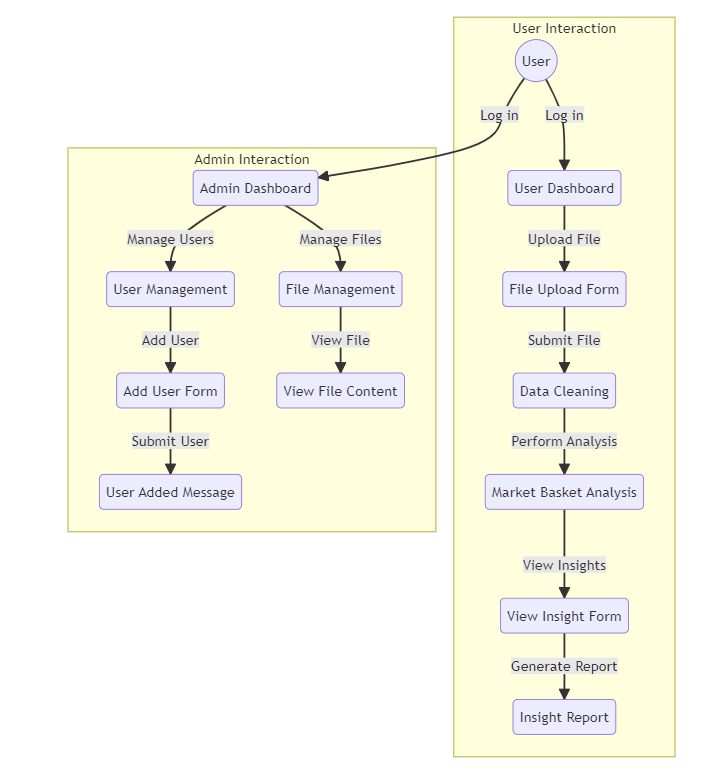 User Interaction
User
Log in
Log in
Admin Interaction
Admin Dashboard
User Dashboard
Manage Users
Manage Files
Upload File
User Management
File Management
File Upload Form
Add User
View File
Submit File
Add User Form
View File Content
Data Cleaning
Submit User
Perform Analysis
User Added Message
Market Basket Analysis
View Insights
View Insight Form
Generate Report
Insight Report